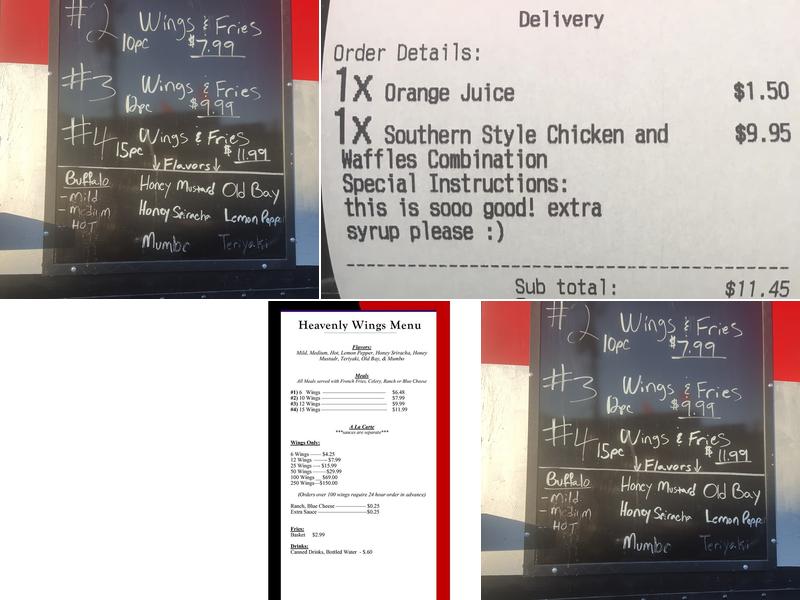 #2 Wings & Fries
10pc $7.99
#3 Wings & Fries
12pc $9.99
#4 Wings & Fries
15pc $11.99
↓Flavors↓
Buffalo Honey Mustard Old Bay
- Mild
- Medium Honey Sriracha Lemon Peppe
HOT
Mumbo Teriyaki
Delivery
Order Details:
1x Orange Juice $1.50
1x Southern Style Chicken and $9.95
Waffles Combination
Special Instructions:
this is sooo good! extra
syrup please :)
Sub total: $11.45
Heavenly Wings Menu
Flavors:
Mild, Medium, Hot, Lemon Pepper, Honey Sriracha, Honey
Mustadr, Teriyaki, Old Bay, & Mumbo
Meals
All Meals served with French Fries, Celery, Ranch or Blue Cheese
#1) 6 Wings $6.48
#2) 10 Wings $7.99
#3) 12 Wings $9.99
#4) 15 Wings $11.99
A La Carte
***sauces are separate***
Wings Only:
6 Wings ------ $4.25
12 Wings ------- $7.99
25 Wings ---- $15.99
50 Wings ------$29.99
100 Wings __ $69.00
250 Wings---$150.00
(Orders over 100 wings require 24 hour order in advance)
Ranch, Blue Cheese $0.25
Extra Sauce $0.25
Fries:
Basket $2.99
Drinks:
Canned Drinks, Bottled Water - $.60
#2 Wings & Fries
10pc $7.99
#3 Wings & Fries
12pc $9.99
#4 Wings & Fries
15pc $11.99
↓Flavors↓
Buffalo Honey Mustard Old Bay
- Mild
- Medium Honey Sriracha Lemon Peppe
HOT
Mumbo Teriyaki